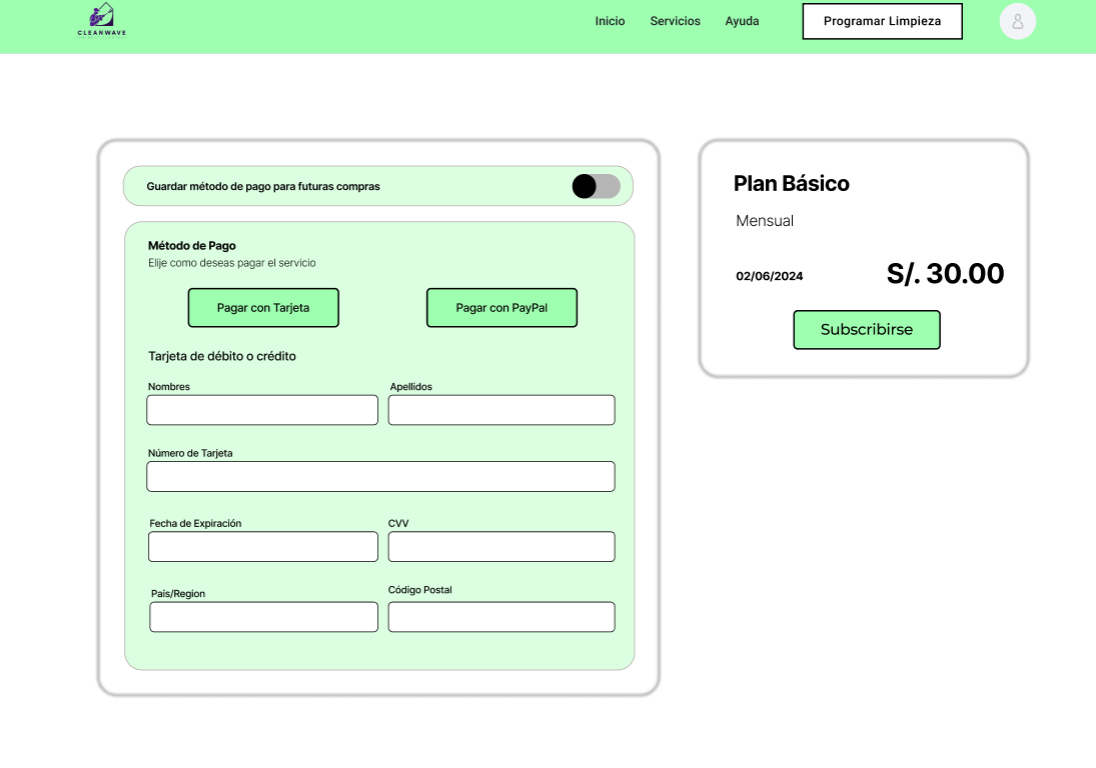 CLEANWAVE
Inicio Servicios Ayuda Programar Limpieza
Guardar método de pago para futuras compras
Método de Pago
Elije como deseas pagar el servicio
Pagar con Tarjeta Pagar con PayPal
Tarjeta de débito o crédito
Nombres Apellidos
Número de Tarjeta
Fecha de Expiración CVV
Pais/Region Código Postal
Plan Básico
Mensual
02/06/2024 S/. 30.00
Subscribirse